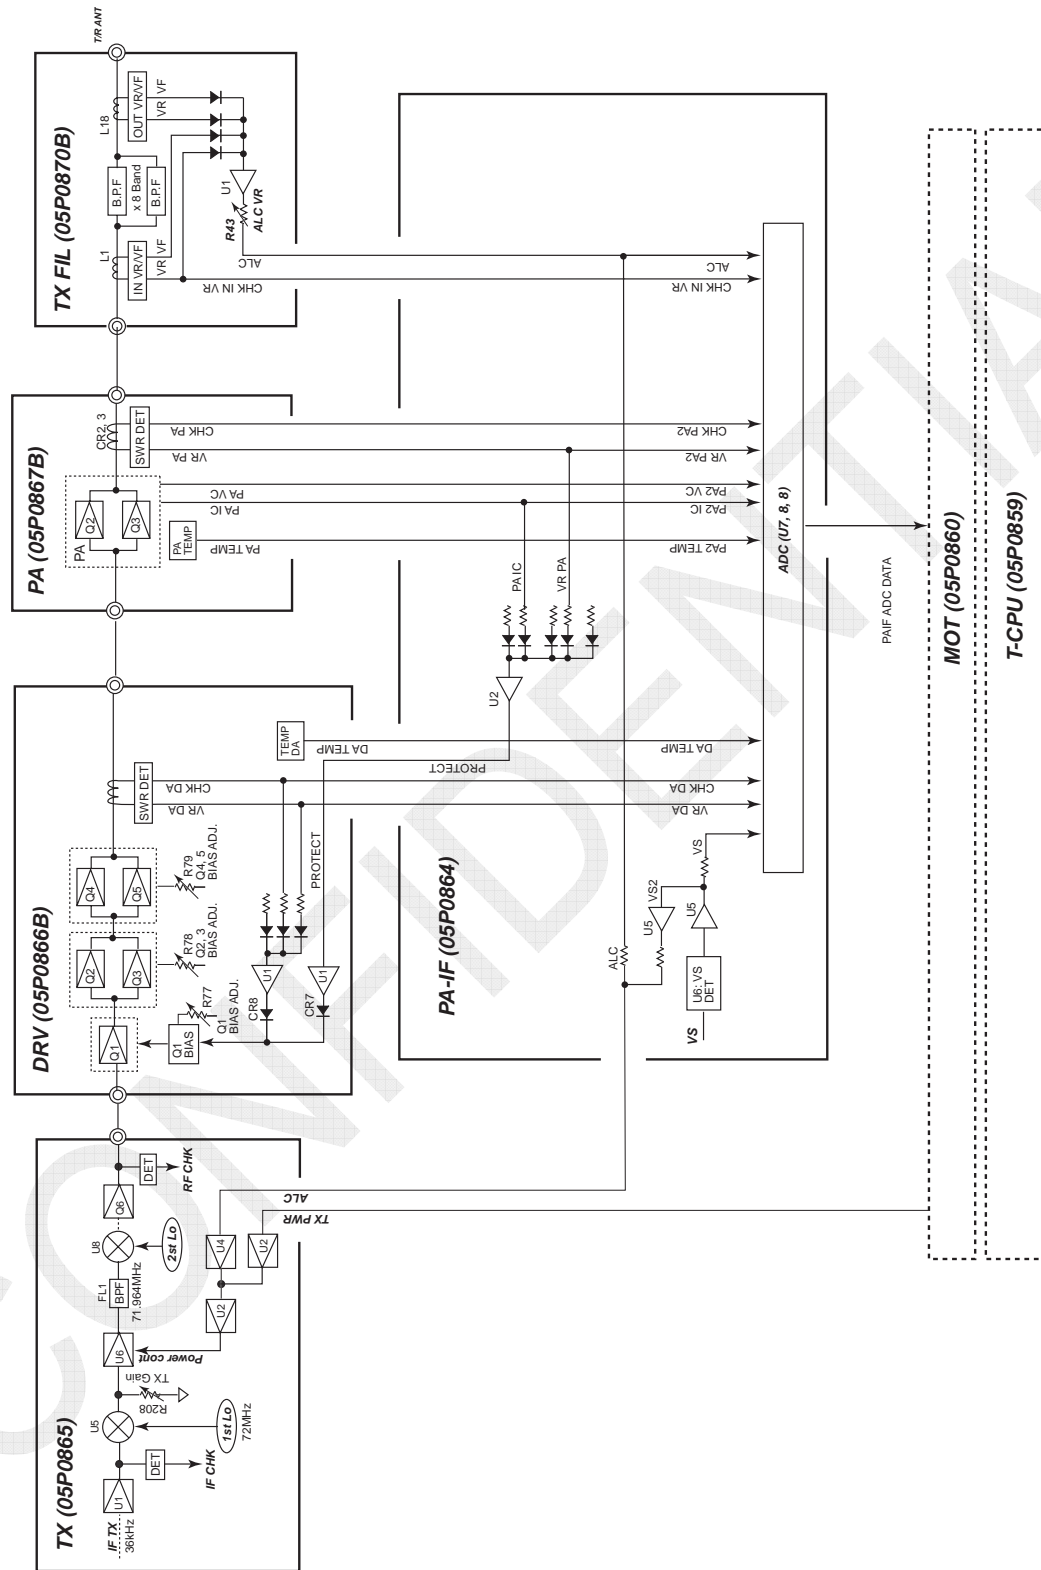 TX (05P0865)
IF TX
36kHz
U1
DET
IF CHK
U5
1st Lo
72MHz
R208
TX Gain
U6
Power cont
FL1
BPF
71.964MHz
U8
2st Lo
Q6
DET
RF CHK
U2
U4
U2
ALC
TX PWR
DRV (05P0866B)
Q1
Q1
BIAS
R77
Q1
BIAS ADJ.
Q2
Q3
R78
Q2, 3
BIAS ADJ.
Q4
Q5
R79
Q4, 5
BIAS ADJ.
CR8
U1
CR7
U1
PROTECT
SWR DET
VR DA
CHK DA
TEMP
DA
DA TEMP
PA (05P0867B)
PA
Q2
Q3
PA
TEMP
PA TEMP
PA IC
PA VC
CR2, 3
SWR DET
VR PA
CHK PA
TX FIL (05P0870B)
L1
IN VR/VF
VR
VF
B.P.F
x 8 Band
B.P.F
L18
OUT VR/VF
VR
VF
U1
R43
ALC VR
ALC
CHK IN VR
T/R ANT
PA-IF (05P0864)
VS
U6: VS
DET
U5
U5
VS2
VS
ALC
VR DA
CHK DA
PROTECT
DA TEMP
U2
PA IC
VR PA
PA2 TEMP
PA2 IC
PA2 VC
VR PA2
CHK PA2
CHK IN VR
ALC
ADC (U7, 8, 8)
PAIF ADC DATA
MOT (05P0860)
T-CPU (05P0859)
CONFIDENTIA